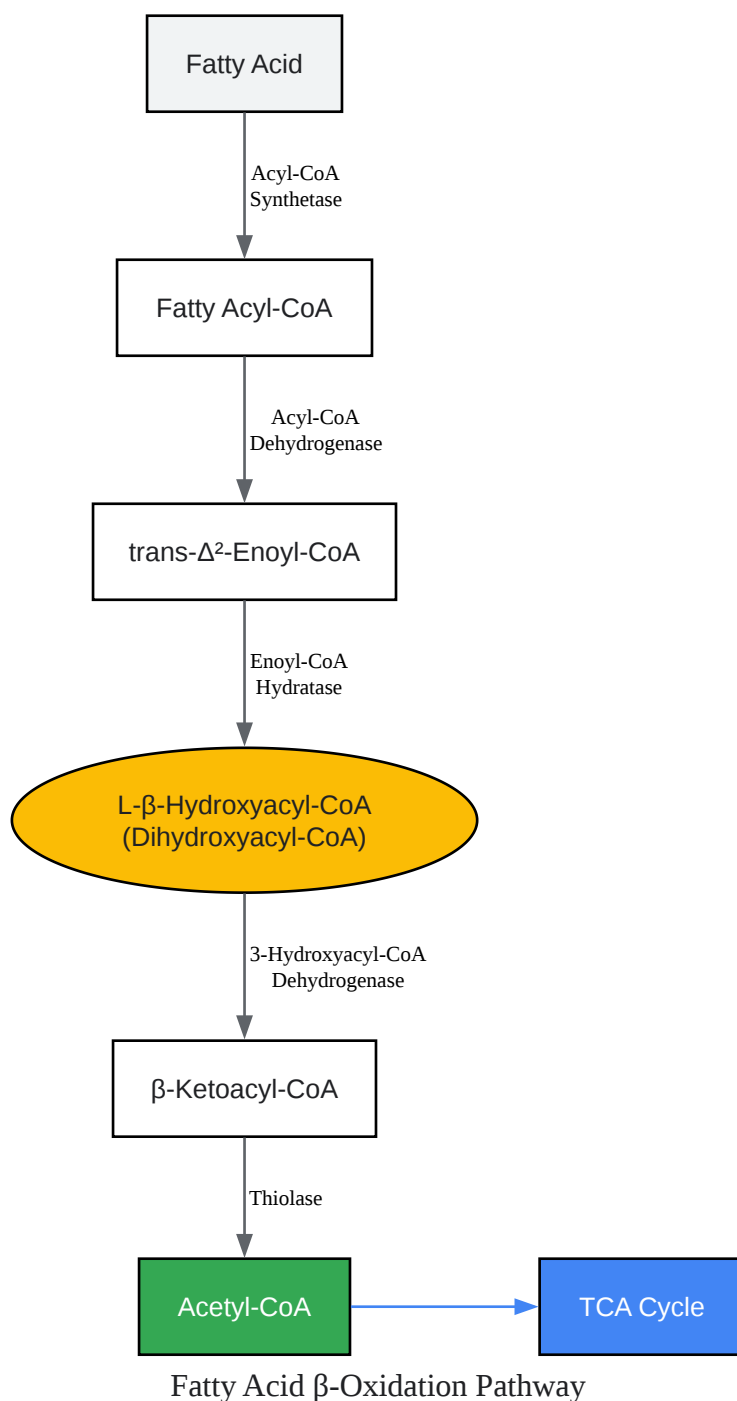 Fatty Acid
Acyl-CoA
Synthetase
Fatty Acyl-CoA
Acyl-CoA
Dehydrogenase
trans-Δ²-Enoyl-CoA
Enoyl-CoA
Hydratase
L-β-Hydroxyacyl-CoA
(Dihydroxyacyl-CoA)
3-Hydroxyacyl-CoA
Dehydrogenase
β-Ketoacyl-CoA
Thiolase
Acetyl-CoA
TCA Cycle
Fatty Acid β-Oxidation Pathway